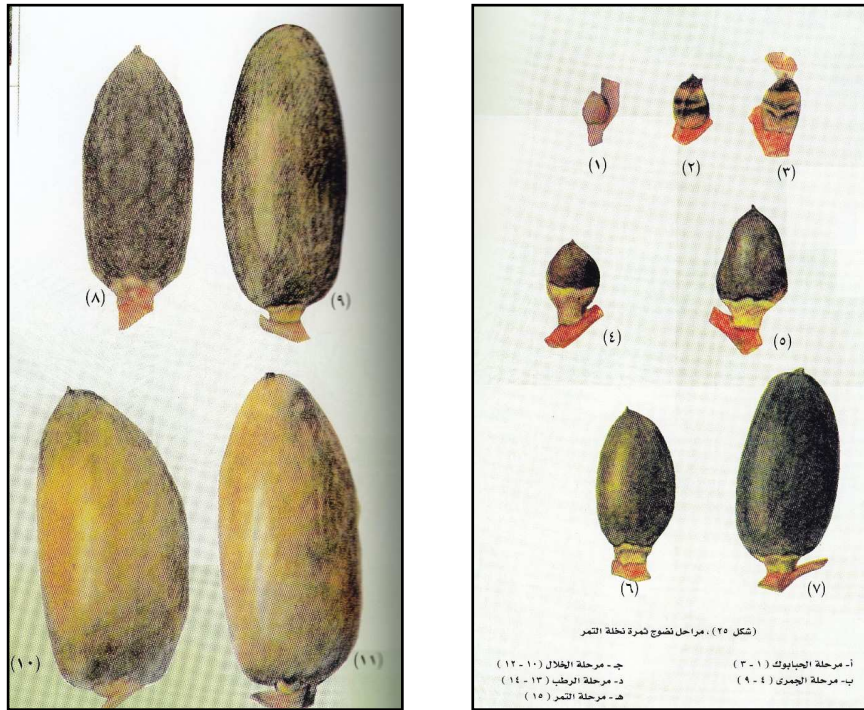 (١)
(٢)
(٣)
(٤)
(٥)
(٦)
(٧)
(شكل ٢٥) ، مراحل نضوج ثمرة نخلة التمر
أ- مرحلة الحبابوك (١ - ٣)
ب- مرحلة الجمرى (٤ - ٩)
جـ - مرحلة الخلال (١٠ - ١٢)
د- مرحلة الرطب (١٣ - ١٤)
هـ - مرحلة التمر (١٥)
(٨)
(٩)
(١٠)
(١١)